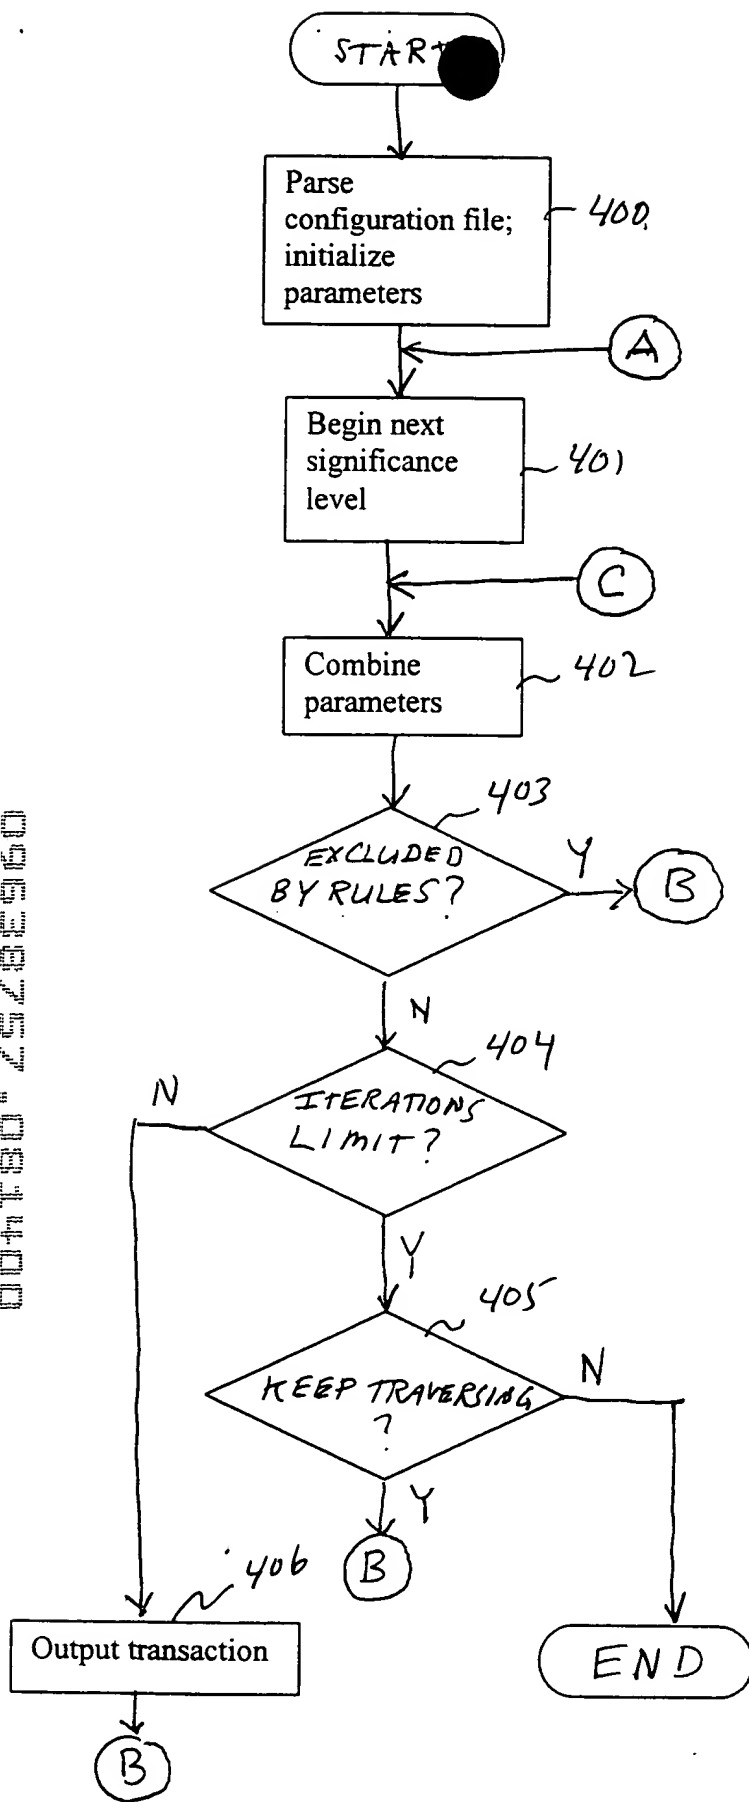 START
Parse
configuration file;
initialize
parameters
400
A
Begin next
significance
level
401
C
Combine
parameters
402
403
EXCLUDED
BY RULES?
Y
B
N
404
ITERATIONS
LIMIT?
N
Y
405
KEEP TRAVERSING
?
N
Y
B
406
Output transaction
END
B